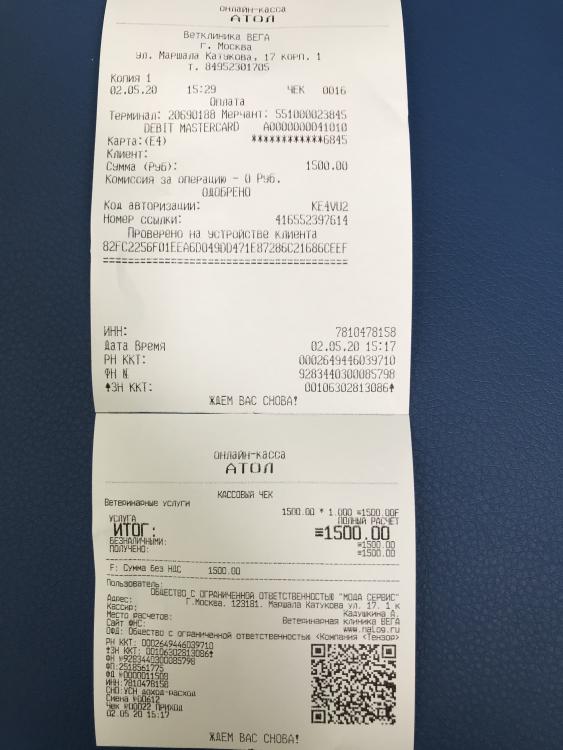 ОНЛАЙН-КАССА
АТОЛ
Ветклиника ВЕГА
г. Москва
ул. Маршала Катукова, 17 корп. 1
т. 84952301705
Копия 1
02.05.20 15:29 ЧЕК 0016
Оплата
Терминал: 20690188 Мерчант: 551000023845
DEBIT MASTERCARD A0000000041010
Карта:(E4) ************6845
Клиент:
Сумма (Руб): 1500.00
Комиссия за операцию - 0 Руб.
ОДОБРЕНО
Код авторизации: KE4VU2
Номер ссылки: 416552397614
Проверено на устройстве клиента
82FC2256F01EEA6D049DD471E87286C21686CEEF
======================================
ИНН: 7810478158
Дата Время 02.05.20 15:17
РН ККТ: 0002649446039710
ФН № 9283440300085798
↑ЗН ККТ: 00106302813086↑
ЖДЕМ ВАС СНОВА!
ОНЛАЙН-КАССА
АТОЛ
КАССОВЫЙ ЧЕК
Ветеринарные услуги
1500.00 * 1.000 =1500.00F
УСЛУГА ПОЛНЫЙ РАСЧЕТ
ИТОГ: =1500.00
БЕЗНАЛИЧНЫМИ: =1500.00
ПОЛУЧЕНО: =1500.00
F: Сумма без НДС 1500.00
Пользователь:
ОБЩЕСТВО С ОГРАНИЧЕННОЙ ОТВЕТСТВЕННОСТЬЮ "МОДА СЕРВИС"
Адрес: Г.Москва. 123181. Маршала Катукова ул. 17. 1 к
Кассир: Кадушкина А.
Место расчетов: Ветеринарная клиника ВЕГА
Сайт ФНС: www.nalog.ru
ОФД: Общество с ограниченной ответственностью «Компания «Тензор»
РН ККТ: 0002649446039710
↑ЗН ККТ: 00106302813086↑
ФН №9283440300085798
ФП:2518561775
ФД №0000011509
ИНН:7810478158
СНО:УСН доход-расход
Смена №00612
Чек №00022 ПРИХОД
02.05.20 15:17
ЖДЕМ ВАС СНОВА!